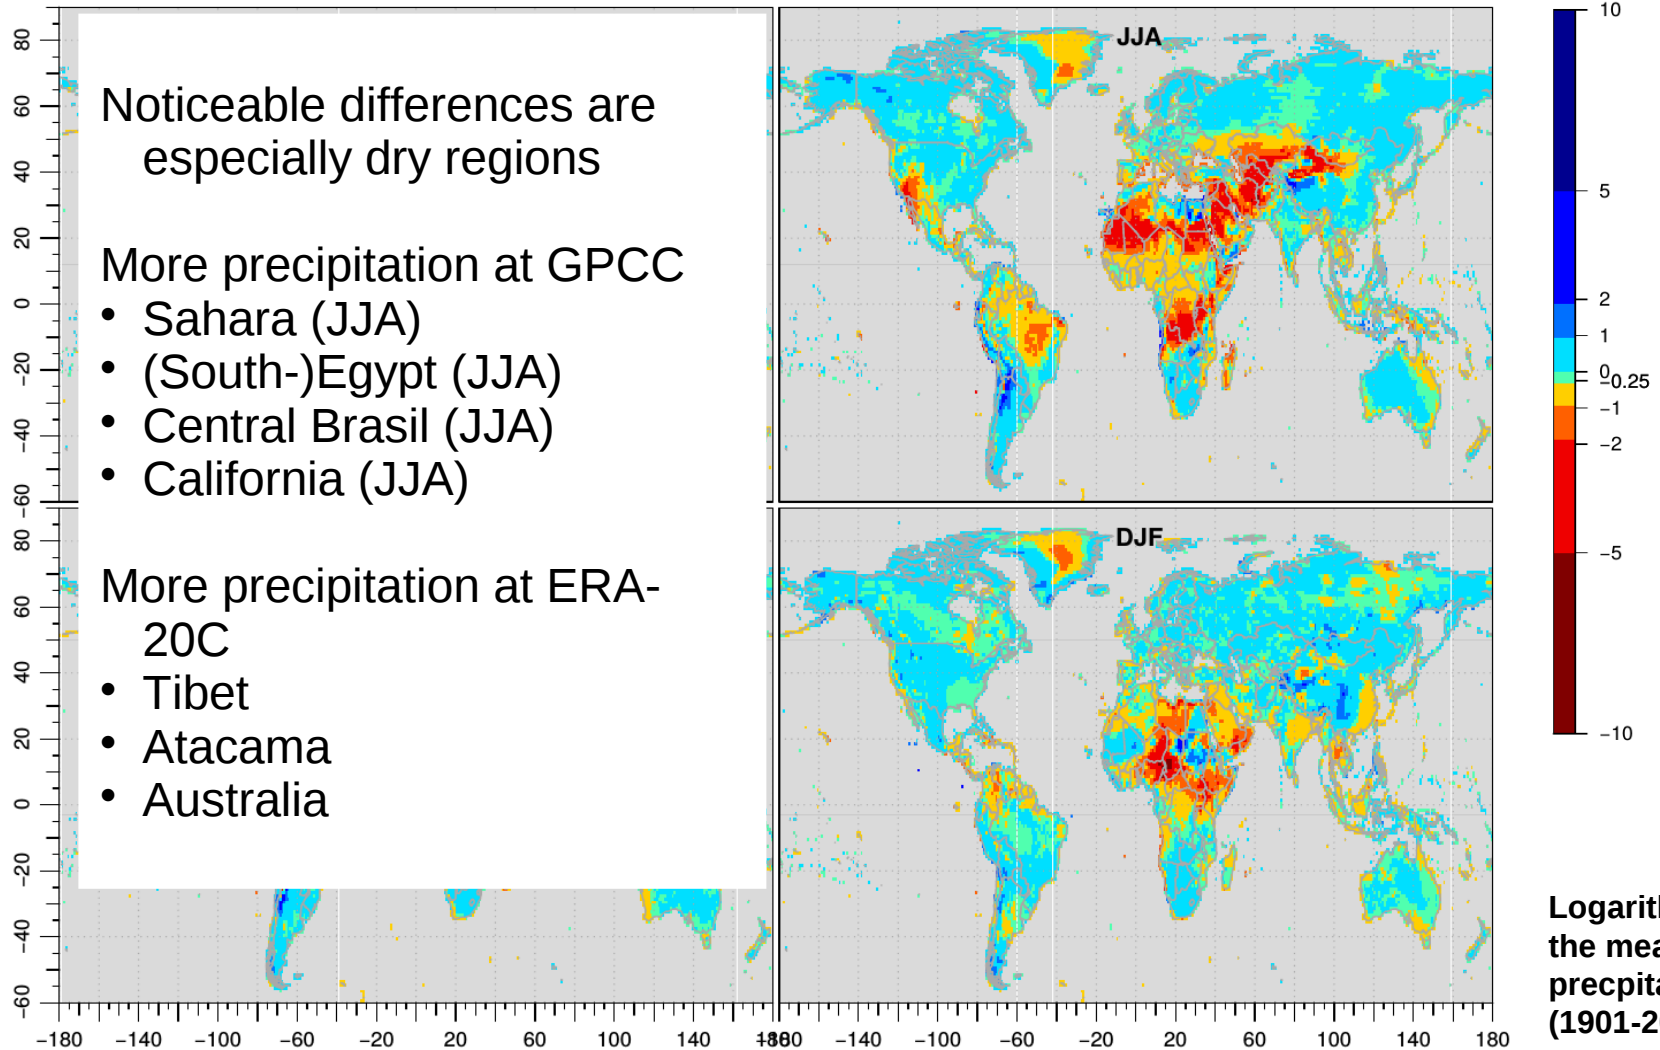 Noticeable differences are
especially dry regions
More precipitation at GPCC
• Sahara (JJA)
• (South-)Egypt (JJA)
• Central Brasil (JJA)
• California (JJA)
More precipitation at ERA-
20C
• Tibet
• Atacama
• Australia
80
60
40
20
0
−20
−40
−60
80
60
40
20
0
−20
−40
−60
−180 −140 −100 −60 −20 20 60 100 140
JJA
DJF
−140 −100 −60 −20 20 60 100 140 180
10
5
2
1
0
−0.25
−1
−2
−5
−10
the
(1901-